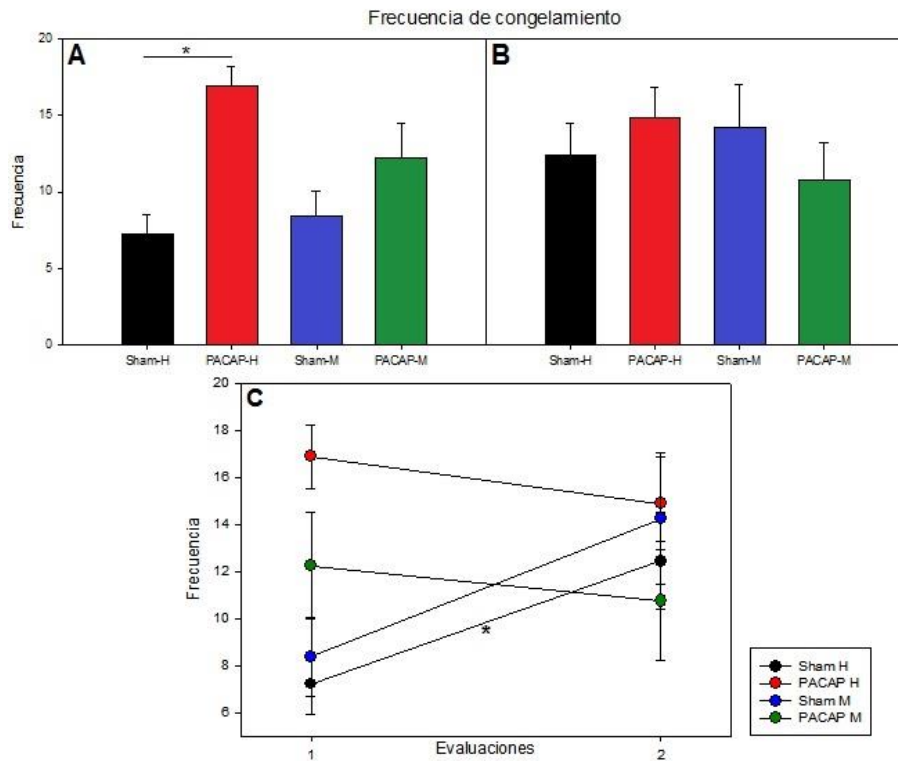 Frecuencia de congelamiento
A
B
*
20
15
10
5
0
Frecuencia
Sham-H PACAP-H Sham-M PACAP-M
Sham-H PACAP-H Sham-M PACAP-M
C
20
18
16
14
12
10
8
6
Frecuencia
*
1 2
Evaluaciones
Sham H
PACAP H
Sham M
PACAP M